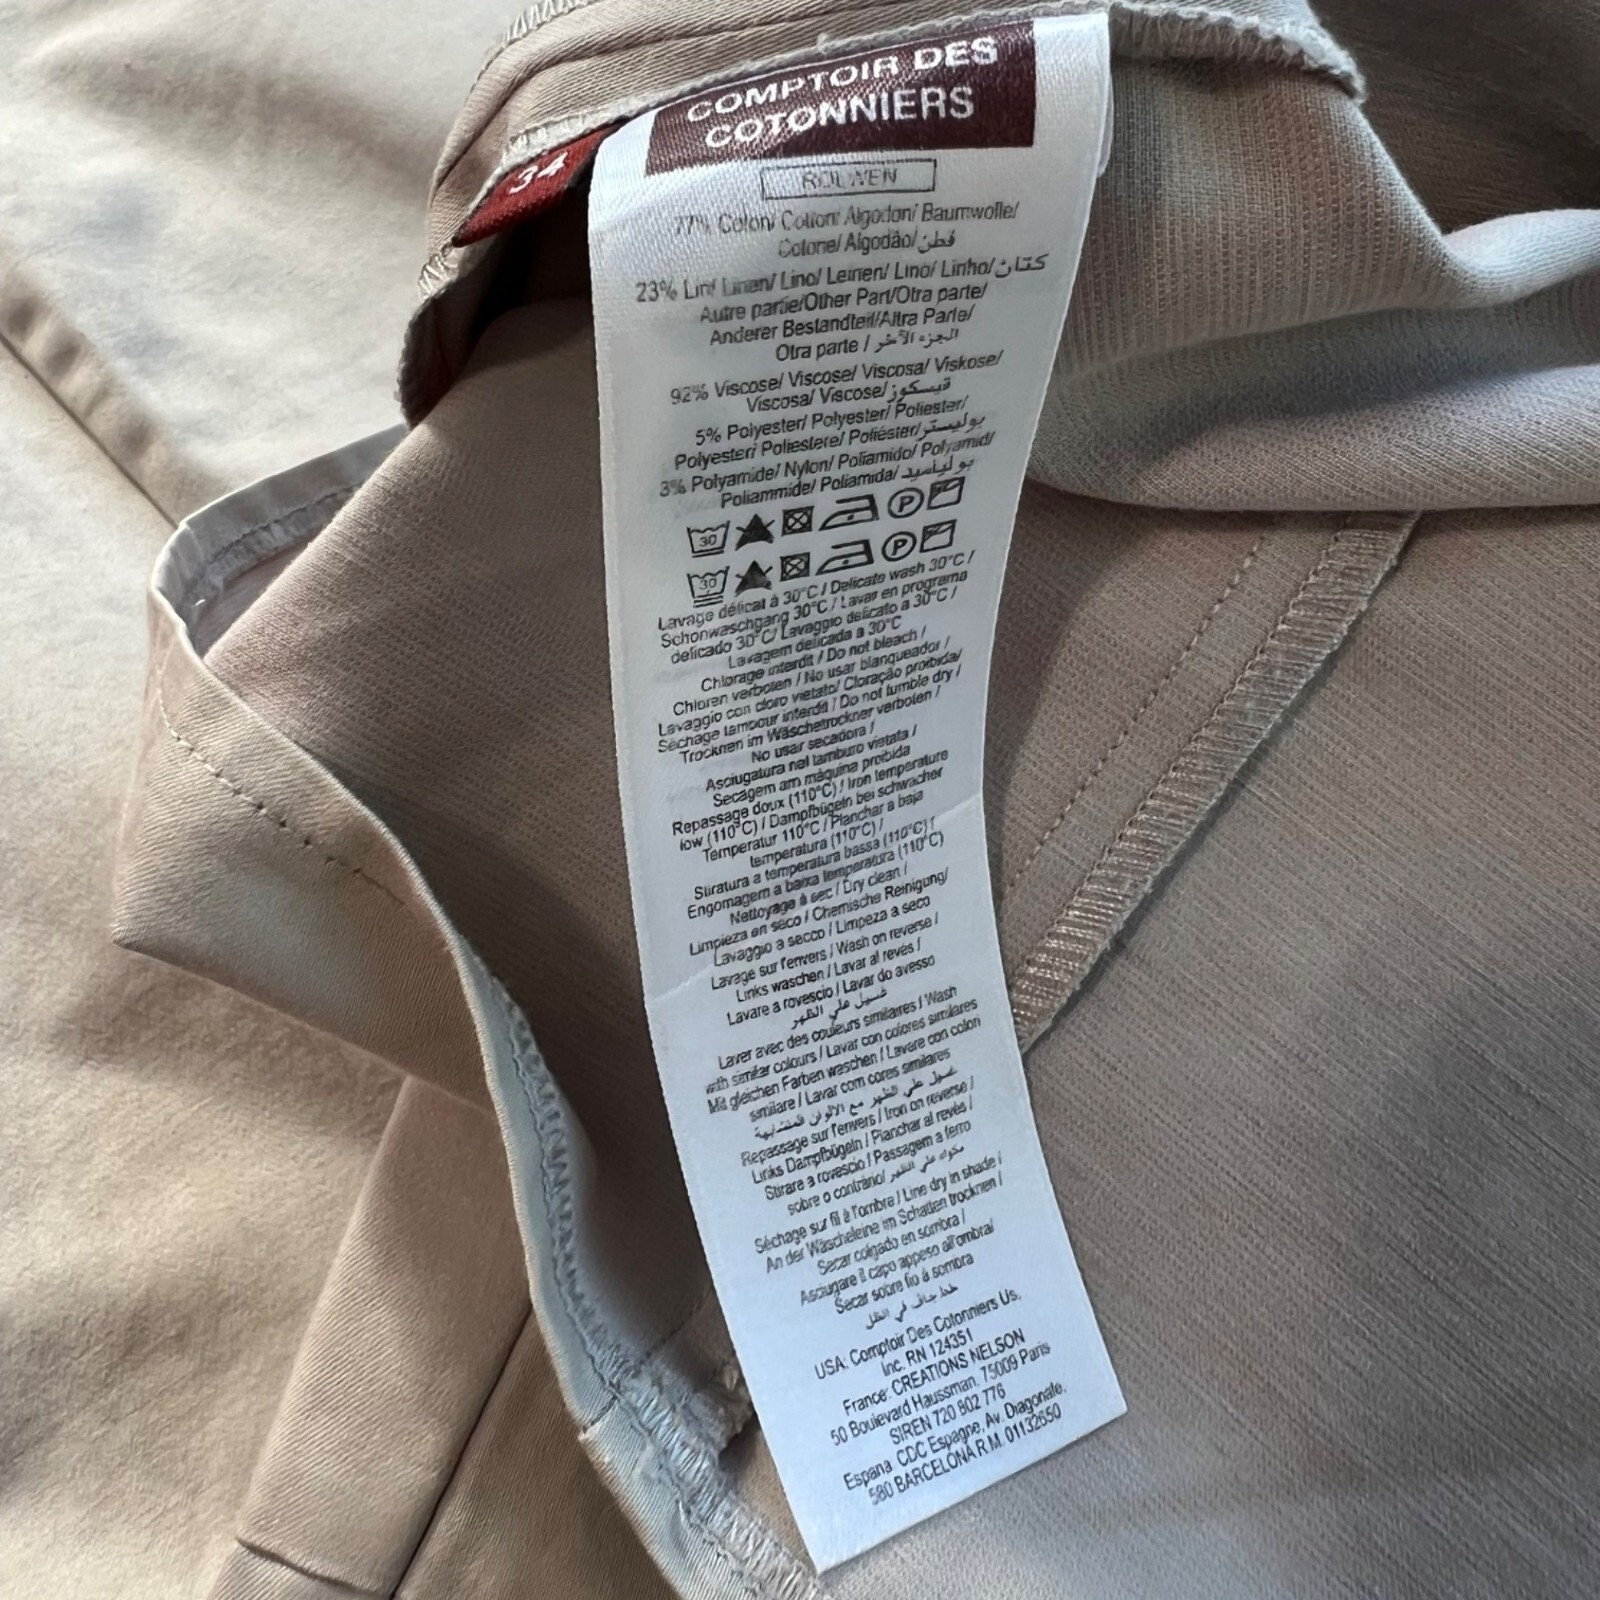 COMPTOIR DES
COTONNIERS
34
ROUWEN
77% Coton/ Cotton/ Algodon/ Baumwolle/
Cotone/ Algodão/ قطن
23% Lin/ Linen/ Lino/ Leinen/ Lino/ Linho/ كتان
Autre partie/Other Part/Otra parte/
Anderer Bestandteil/Altra Parte/
Otra parte / الجزء الآخر
92% Viscose/ Viscose/ Viscosa/ Viskose/
Viscosa/ Viscose/ فيسكوز
5% Polyester/ Polyester/ Poliester/
Polyester/ Poliestere/ Poliéster/ بوليستر
3% Polyamide/ Nylon/ Poliamido/ Polyamid/
Poliammide/ Poliamida/ بولياميد
30 P
30 P
Lavage délicat à 30°C / Delicate wash 30°C /
Schonwaschgang 30°C / Lavar en programa
delicado 30°C/ Lavaggio delicato a 30°C /
Lavagem delicada a 30°C
Chlorage interdit / Do not bleach /
Chloren verboten / No usar blanqueador /
Lavaggio con cloro vietato/ Cloração proibida/
Séchage tambour interdit / Do not tumble dry /
Trocknen im Wäschetrockner verboten /
No usar secadora /
Asciugatura nel tamburo vietata /
Secagem am máquina proibida
Repassage doux (110°C) / Iron temperature
low (110°C) / Dampfbügeln bei schwacher
Temperatur 110°C / Planchar a baja
temperatura (110°C) /
Stiratura a temperatura bassa (110°C) /
Engomagem a baixa temperatura (110°C)
Nettoyage à sec / Dry clean /
Limpieza en seco / Chemische Reinigung/
Lavaggio a secco / Limpeza a seco
Lavage sur l'envers / Wash on reverse /
Links waschen / Lavar al revés /
Lavare a rovescio / Lavar do avesso
غسيل على الظهر
Laver avec des couleurs similaires / Wash
with similar colours / Lavar con colores similares
Mit gleichen Farben waschen / Lavare con colori
similare / Lavar com cores similares
غسيل على الظهر مع الالوان المتشابهة
Repassage sur l'envers / Iron on reverse /
Links Dampfbügeln / Planchar al revés /
Stirare a rovescio / Passagem a ferro
sobre o contrário/ مكواه على الظهر
Séchage sur fil à l'ombre / Line dry in shade /
An der Wäscheleine im Schatten trocknen /
Secar colgado en sombra /
Asciugare il capo appeso all'ombra/
Secar sobre fio à sombra
USA: Comptoir Des Cotonniers Us,
Inc. RN 124351
France: CREATIONS NELSON
50 Boulevard Haussman, 75009 Paris
SIREN 720 802 776
Espana CDC Espagne, Av. Diagonale,
580 BARCELONA R.M. 01132650